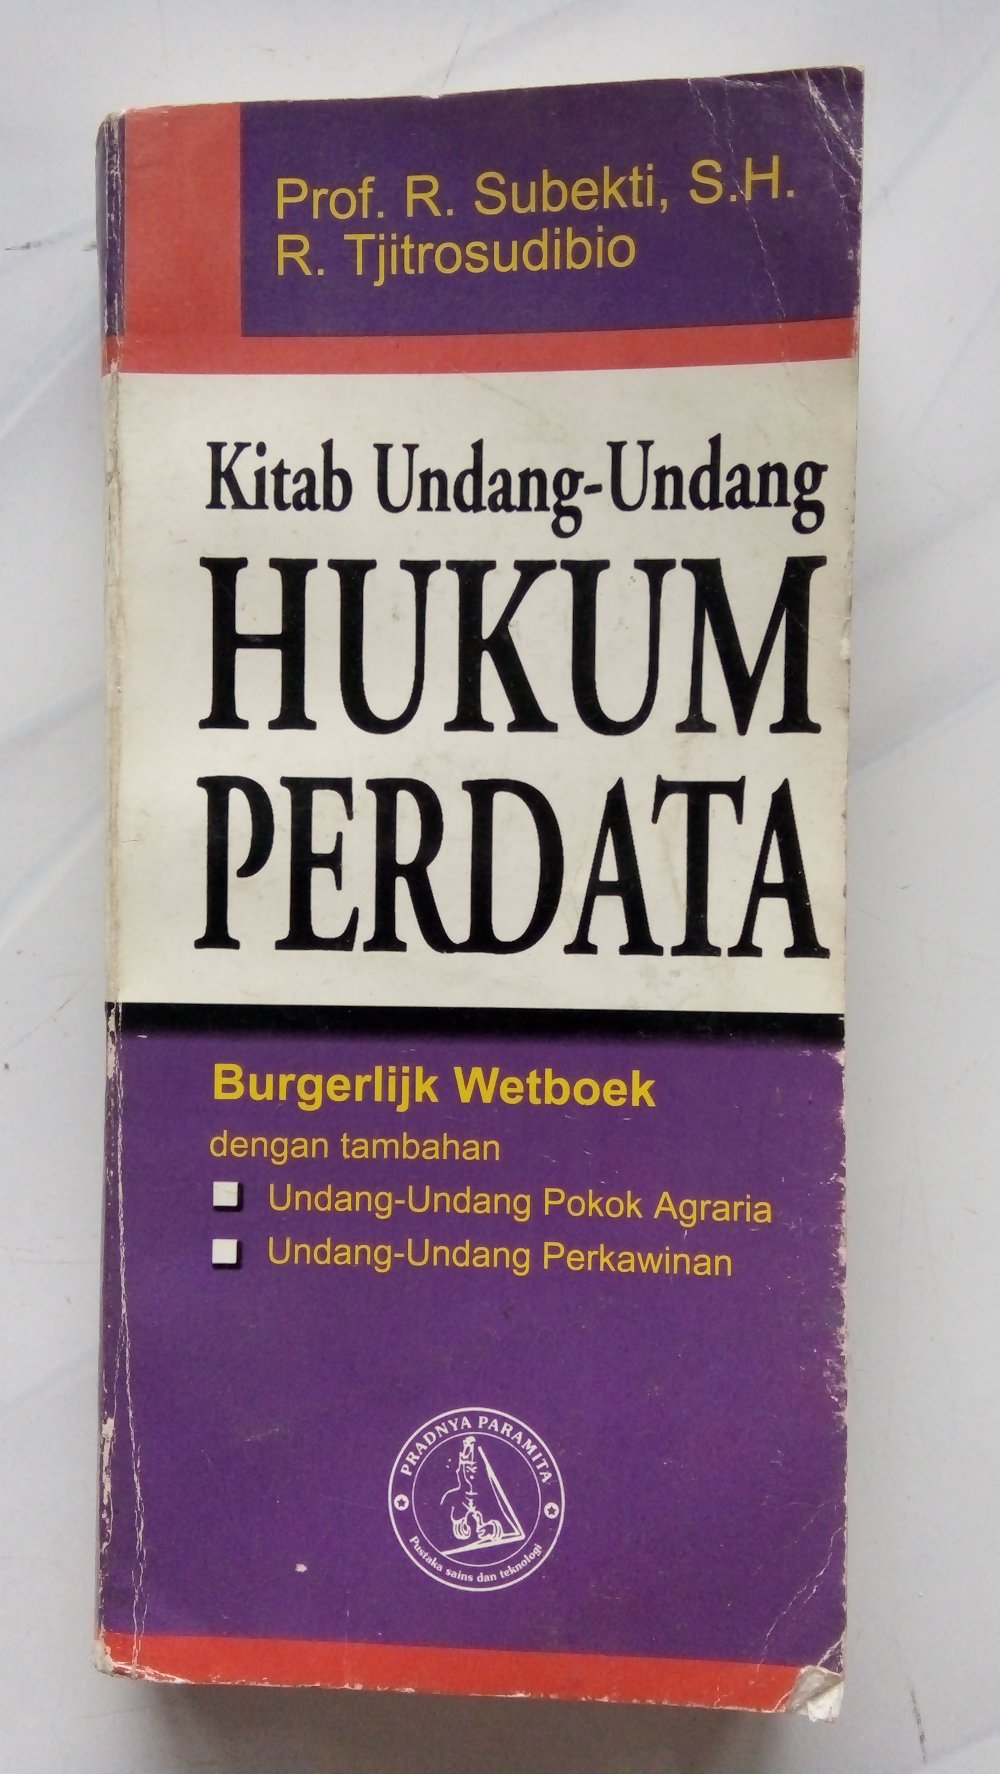 Prof. R. Subekti, S.H.
R. Tjitrosudibio
Kitab Undang-Undang
HUKUM
PERDATA
Burgerlijk Wetboek
dengan tambahan
Undang-Undang Pokok Agraria
Undang-Undang Perkawinan
PRADNYA PARAMITA
Pustaka sains dan teknologi